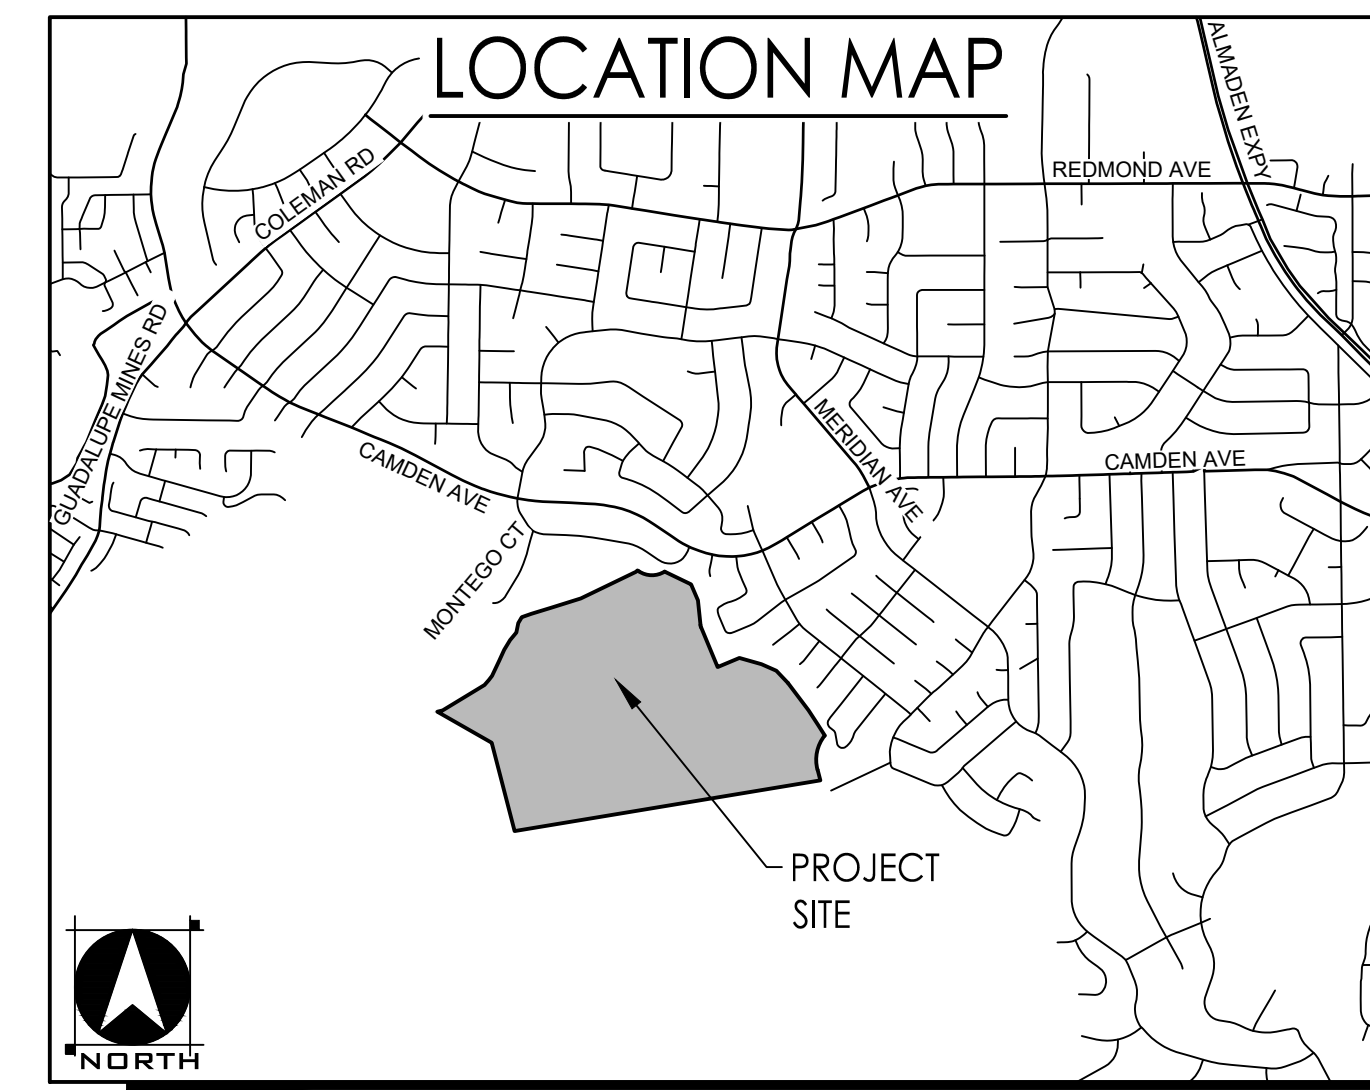 LOCATION MAP
ALMADEN EXPY
REDMOND AVE
COLEMAN RD
GUADALUPE MINES RD
MERIDIAN AVE
CAMDEN AVE
CAMDEN AVE
MONTEGO CT
PROJECT
SITE
NORTH